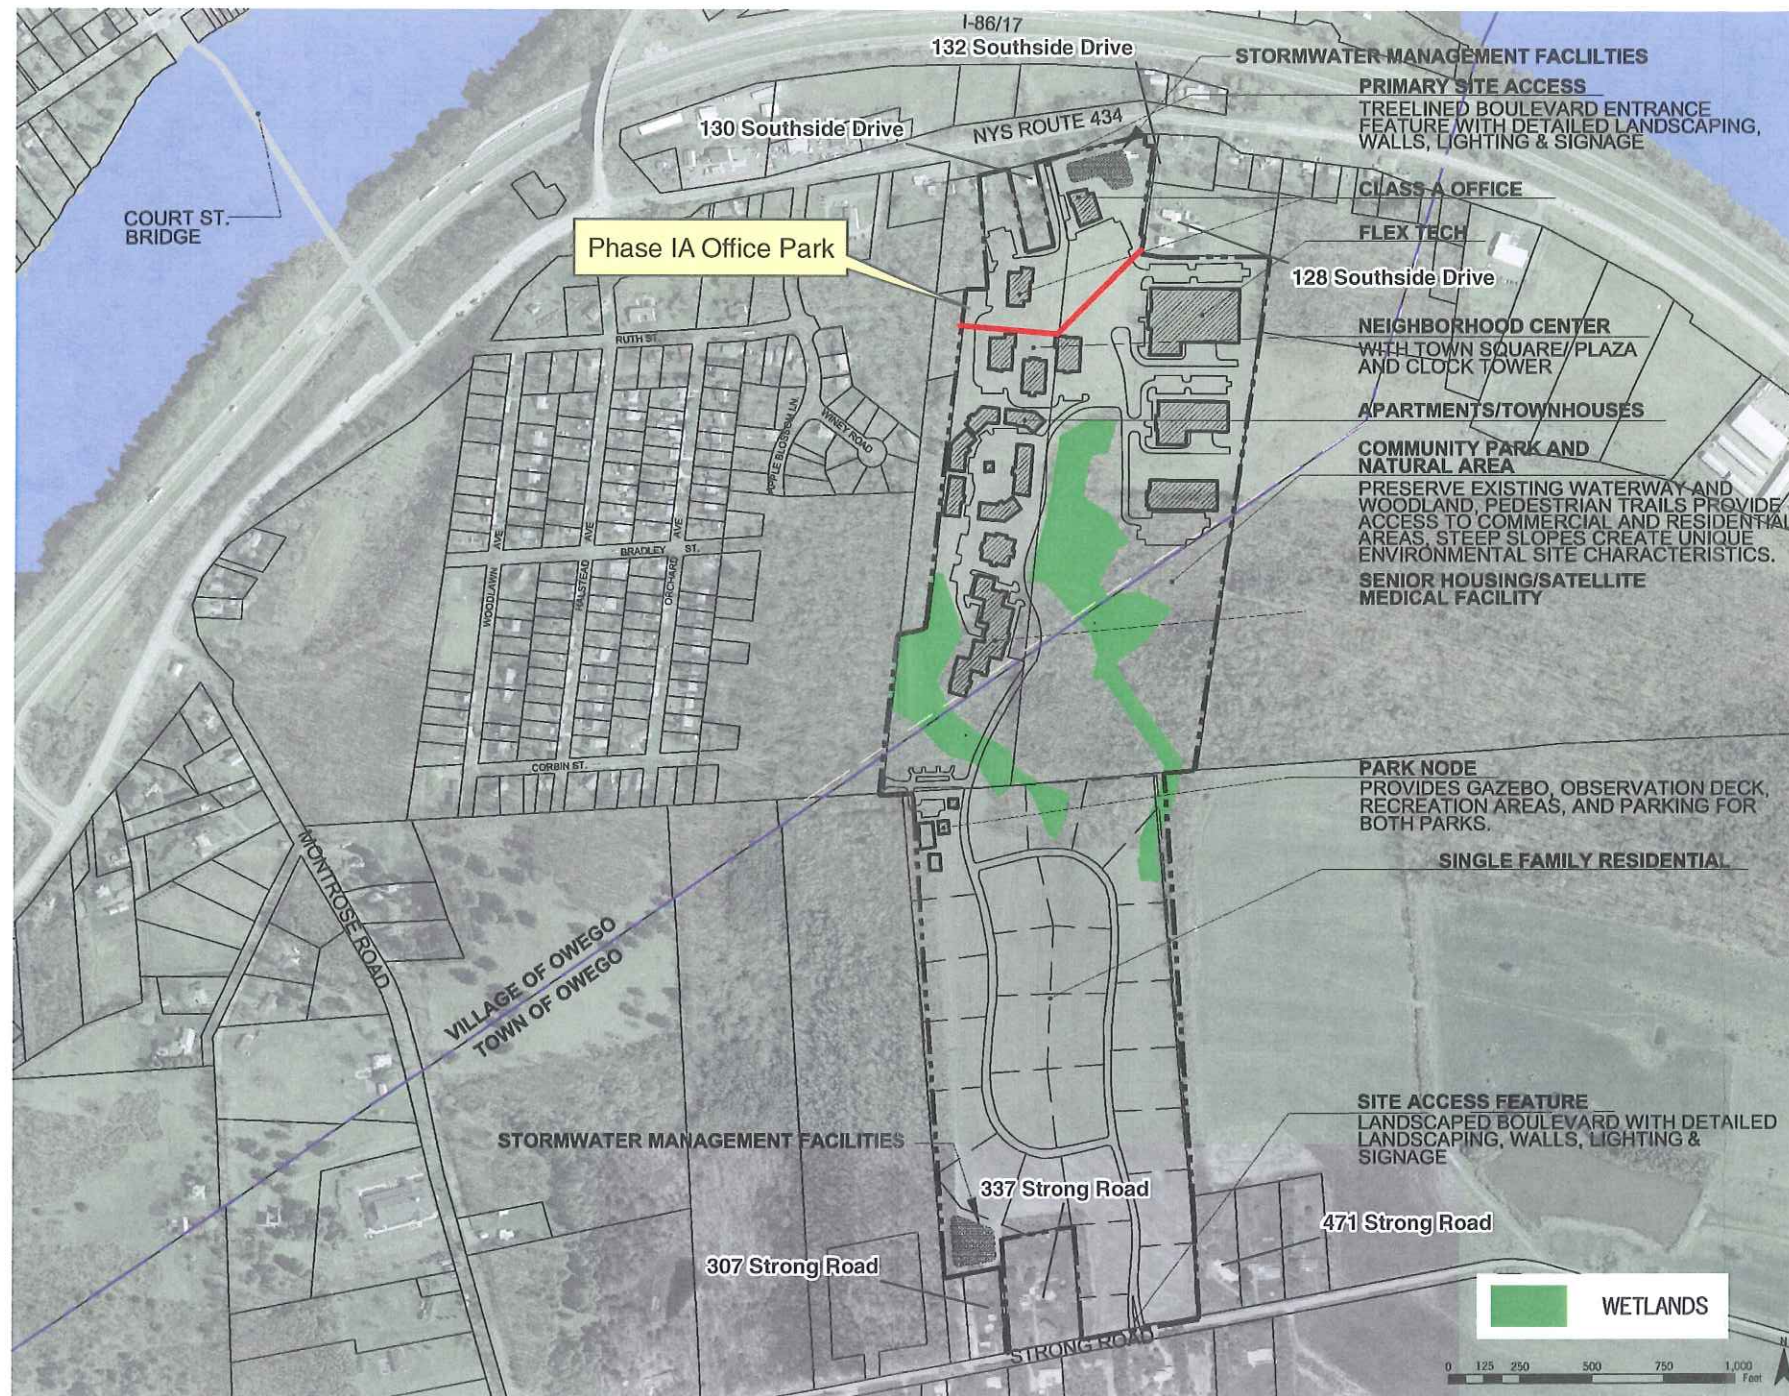 I-86/17
132 Southside Drive
STORMWATER MANAGEMENT FACLILTIES
PRIMARY SITE ACCESS
TREELINED BOULEVARD ENTRANCE
FEATURE WITH DETAILED LANDSCAPING,
WALLS, LIGHTING & SIGNAGE
130 Southside Drive
NYS ROUTE 434
CLASS A OFFICE
COURT ST.
BRIDGE
FLEX TECH
Phase IA Office Park
128 Southside Drive
NEIGHBORHOOD CENTER
WITH TOWN SQUARE/ PLAZA
AND CLOCK TOWER
RUTH ST.
APPLE BLOSSOM LN.
WINEY ROAD
APARTMENTS/TOWNHOUSES
COMMUNITY PARK AND
NATURAL AREA
PRESERVE EXISTING WATERWAY AND
WOODLAND, PEDESTRIAN TRAILS PROVIDE
ACCESS TO COMMERCIAL AND RESIDENTIAL
AREAS, STEEP SLOPES CREATE UNIQUE
ENVIRONMENTAL SITE CHARACTERISTICS.
BRADLEY ST.
WOODLAWN AVE
HALSTEAD AVE
ORCHARD AVE
SENIOR HOUSING/SATELLITE
MEDICAL FACILITY
CORBIN ST.
PARK NODE
PROVIDES GAZEBO, OBSERVATION DECK,
RECREATION AREAS, AND PARKING FOR
BOTH PARKS.
MONTROSE ROAD
SINGLE FAMILY RESIDENTIAL
VILLAGE OF OWEGO
TOWN OF OWEGO
SITE ACCESS FEATURE
LANDSCAPED BOULEVARD WITH DETAILED
LANDSCAPING, WALLS, LIGHTING &
SIGNAGE
STORMWATER MANAGEMENT FACILITIES
337 Strong Road
471 Strong Road
307 Strong Road
STRONG ROAD
WETLANDS
N
0 125 250 500 750 1,000
Feet